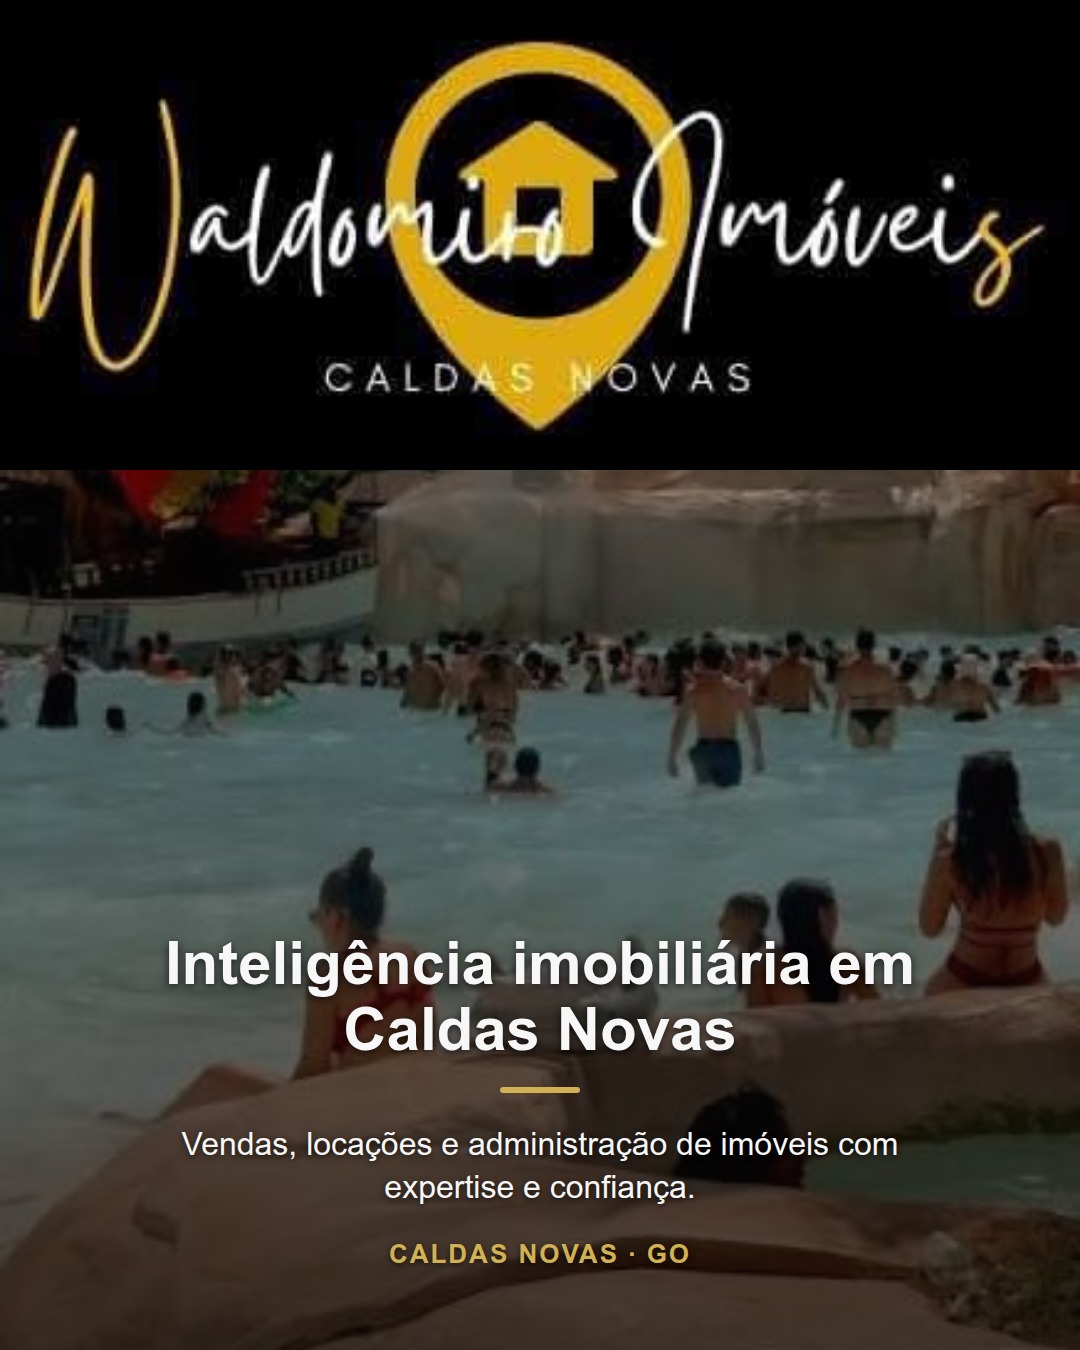 Waldomiro Imóveis
CALDAS NOVAS
Inteligência imobiliária em
Caldas Novas
Vendas, locações e administração de imóveis com
expertise e confiança.
CALDAS NOVAS · GO